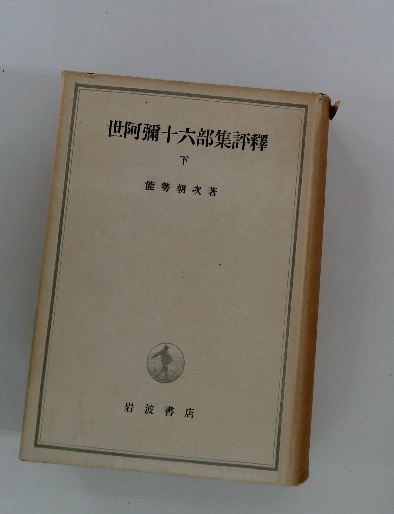 世阿彌十六部集評釋
下
能勢朝次著
岩波書店